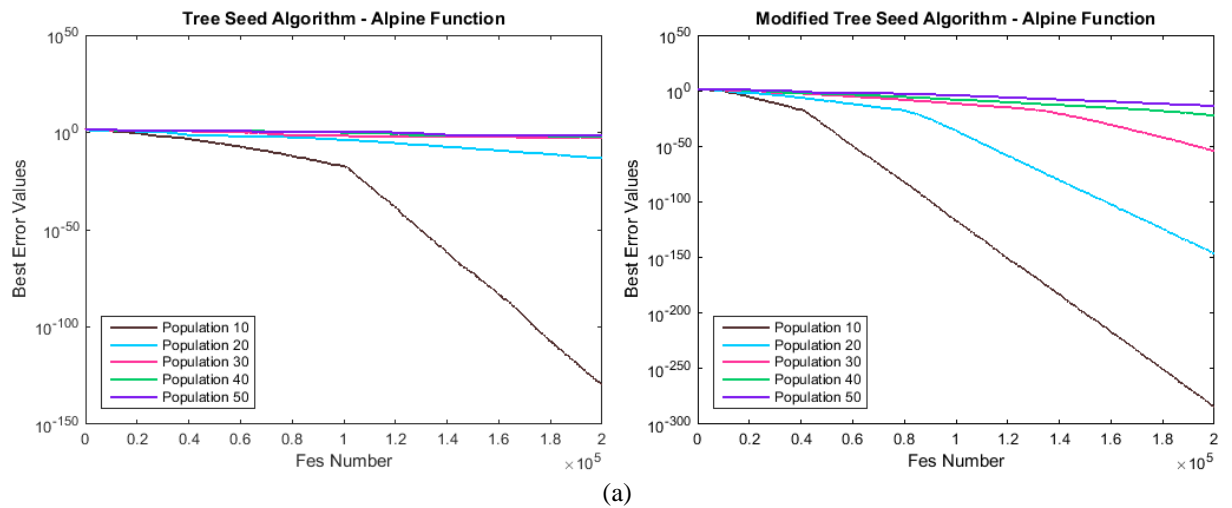 Tree Seed Algorithm - Alpine Function
Best Error Values
10^50
10^0
10^-50
10^-100
10^-150
Population 10
Population 20
Population 30
Population 40
Population 50
0 0.2 0.4 0.6 0.8 1 1.2 1.4 1.6 1.8 2
Fes Number
× 10^5
Modified Tree Seed Algorithm - Alpine Function
Best Error Values
10^50
10^0
10^-50
10^-100
10^-150
10^-200
10^-250
10^-300
Population 10
Population 20
Population 30
Population 40
Population 50
0 0.2 0.4 0.6 0.8 1 1.2 1.4 1.6 1.8 2
Fes Number
× 10^5
(a)